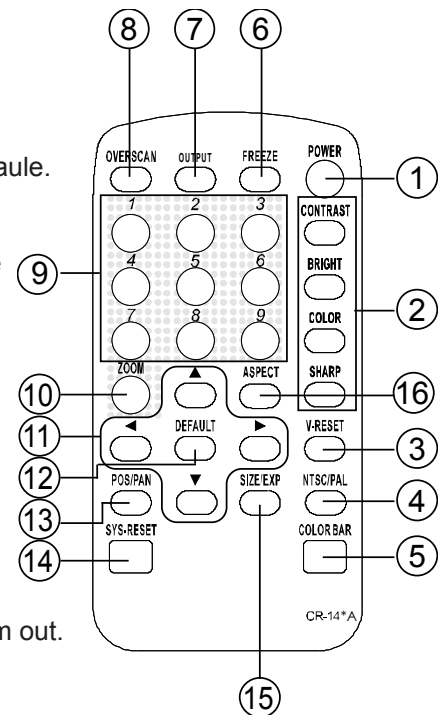 8 7 6
OVERSCAN OUTPUT FREEZE POWER
aule.
1
1 2 3
CONTRAST
4 5 6
9
BRIGHT
2
7 8 9
COLOR
ZOOM ▲ ASPECT SHARP
10
16
11 ◄ DEFAULT ► V-RESET
3
12
POS/PAN ▼ SIZE/EXP NTSC/PAL
13 4
SYS-RESET COLOR BAR
14 5
m out.
CR-14*A
15